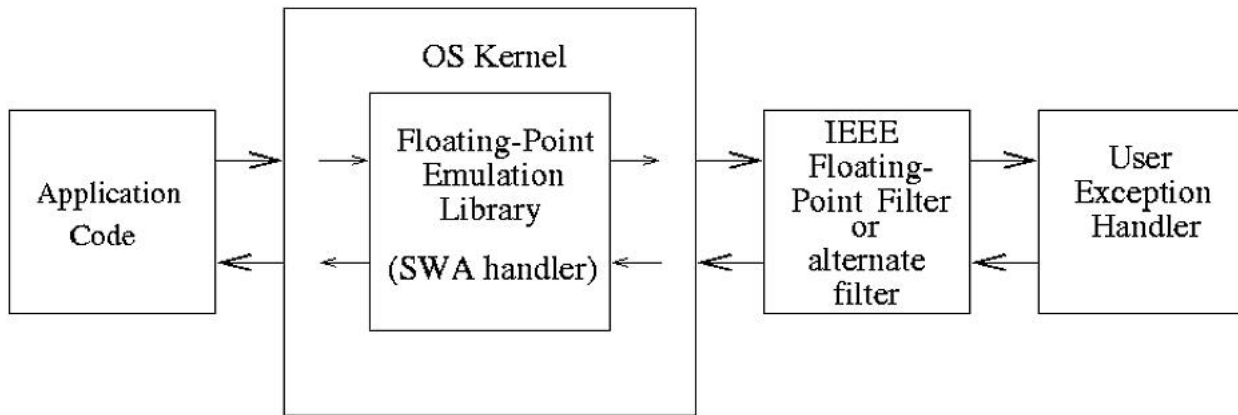 Application
Code
OS Kernel
Floating-Point
Emulation
Library
(SWA handler)
IEEE
Floating-
Point Filter
or
alternate
filter
User
Exception
Handler